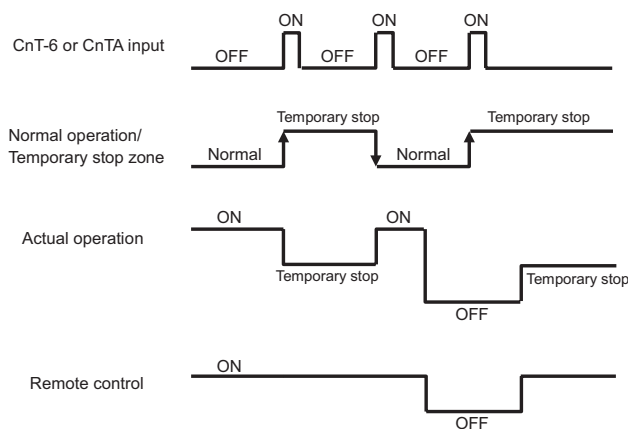 ON ON ON
CnT-6 or CnTA input
OFF OFF OFF
Temporary stop Temporary stop
Normal operation/
Temporary stop zone
Normal Normal
ON ON
Actual operation
Temporary stop Temporary stop
OFF
ON
Remote control
OFF